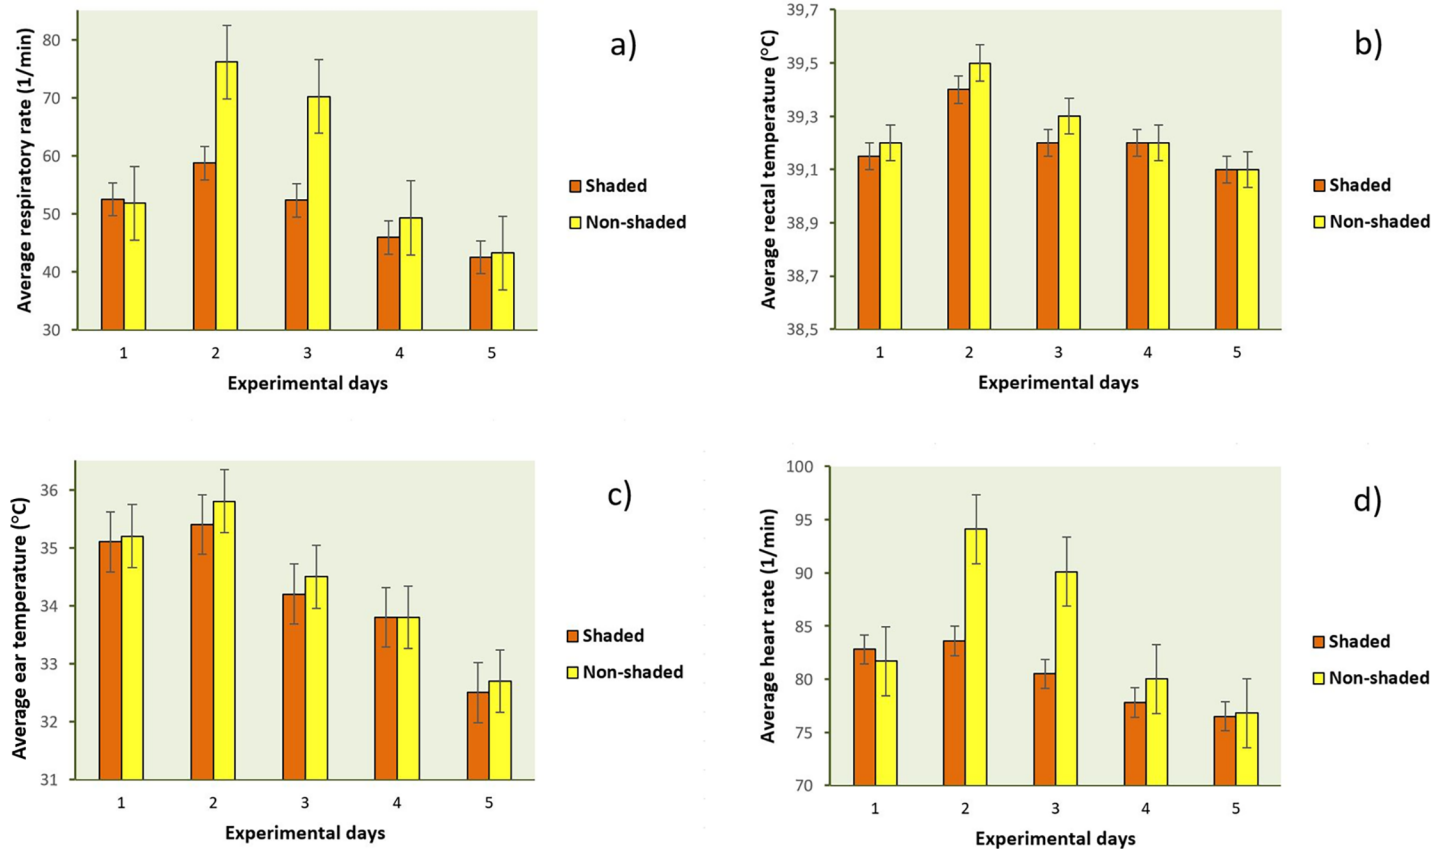 a)
Average respiratory rate (1/min)
80
70
60
50
40
30
1 2 3 4 5
Experimental days
Shaded
Non-shaded
b)
Average rectal temperature (°C)
39,7
39,5
39,3
39,1
38,9
38,7
38,5
1 2 3 4 5
Experimental days
Shaded
Non-shaded
c)
Average ear temperature (°C)
36
35
34
33
32
31
1 2 3 4 5
Experimental days
Shaded
Non-shaded
d)
Average heart rate (1/min)
100
95
90
85
80
75
70
1 2 3 4 5
Experimental days
Shaded
Non-shaded